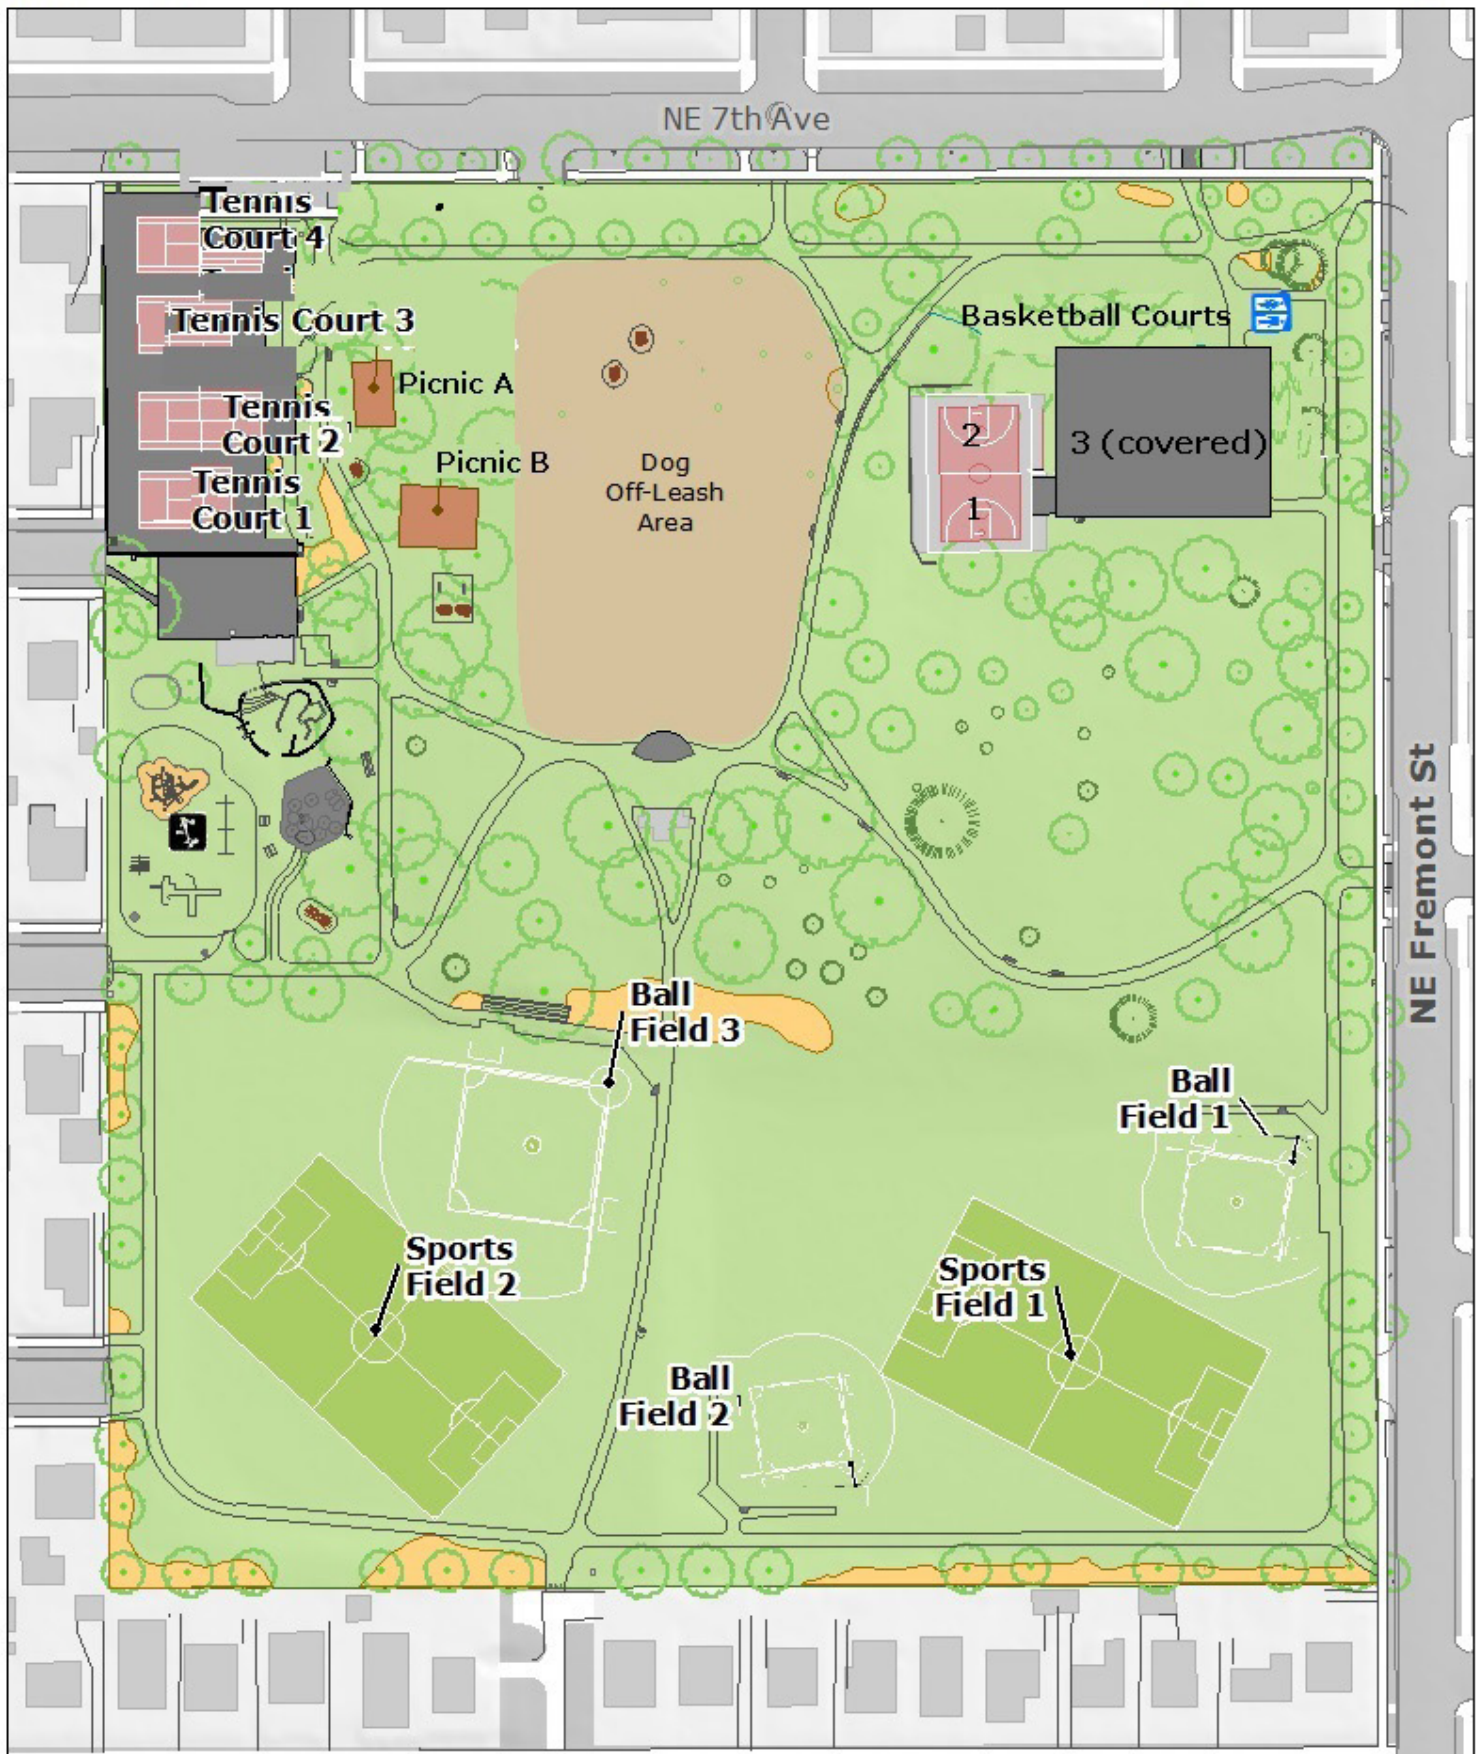 NE 7th Ave
Tennis
Court 4
Tennis Court 3
Basketball Courts
Picnic A
Tennis
Court 2
2
3 (covered)
Picnic B
Dog
Off-Leash
Area
Tennis
Court 1
1
NE Fremont St
Ball
Field 3
Ball
Field 1
Sports
Field 2
Sports
Field 1
Ball
Field 2